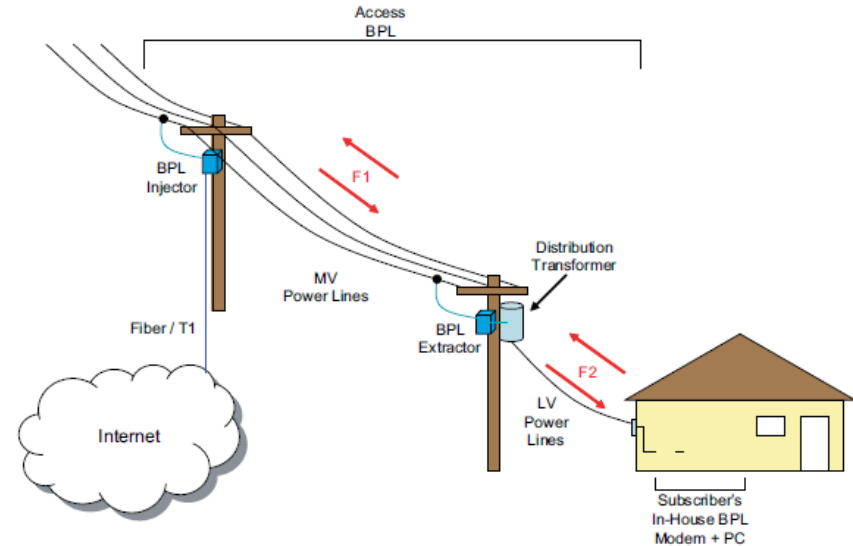 Access
BPL
BPL
Injector
F1
Distribution
Transformer
MV
Power Lines
Fiber / T1
BPL
Extractor
F2
LV
Power
Lines
Internet
Subscriber's
In-House BPL
Modem + PC